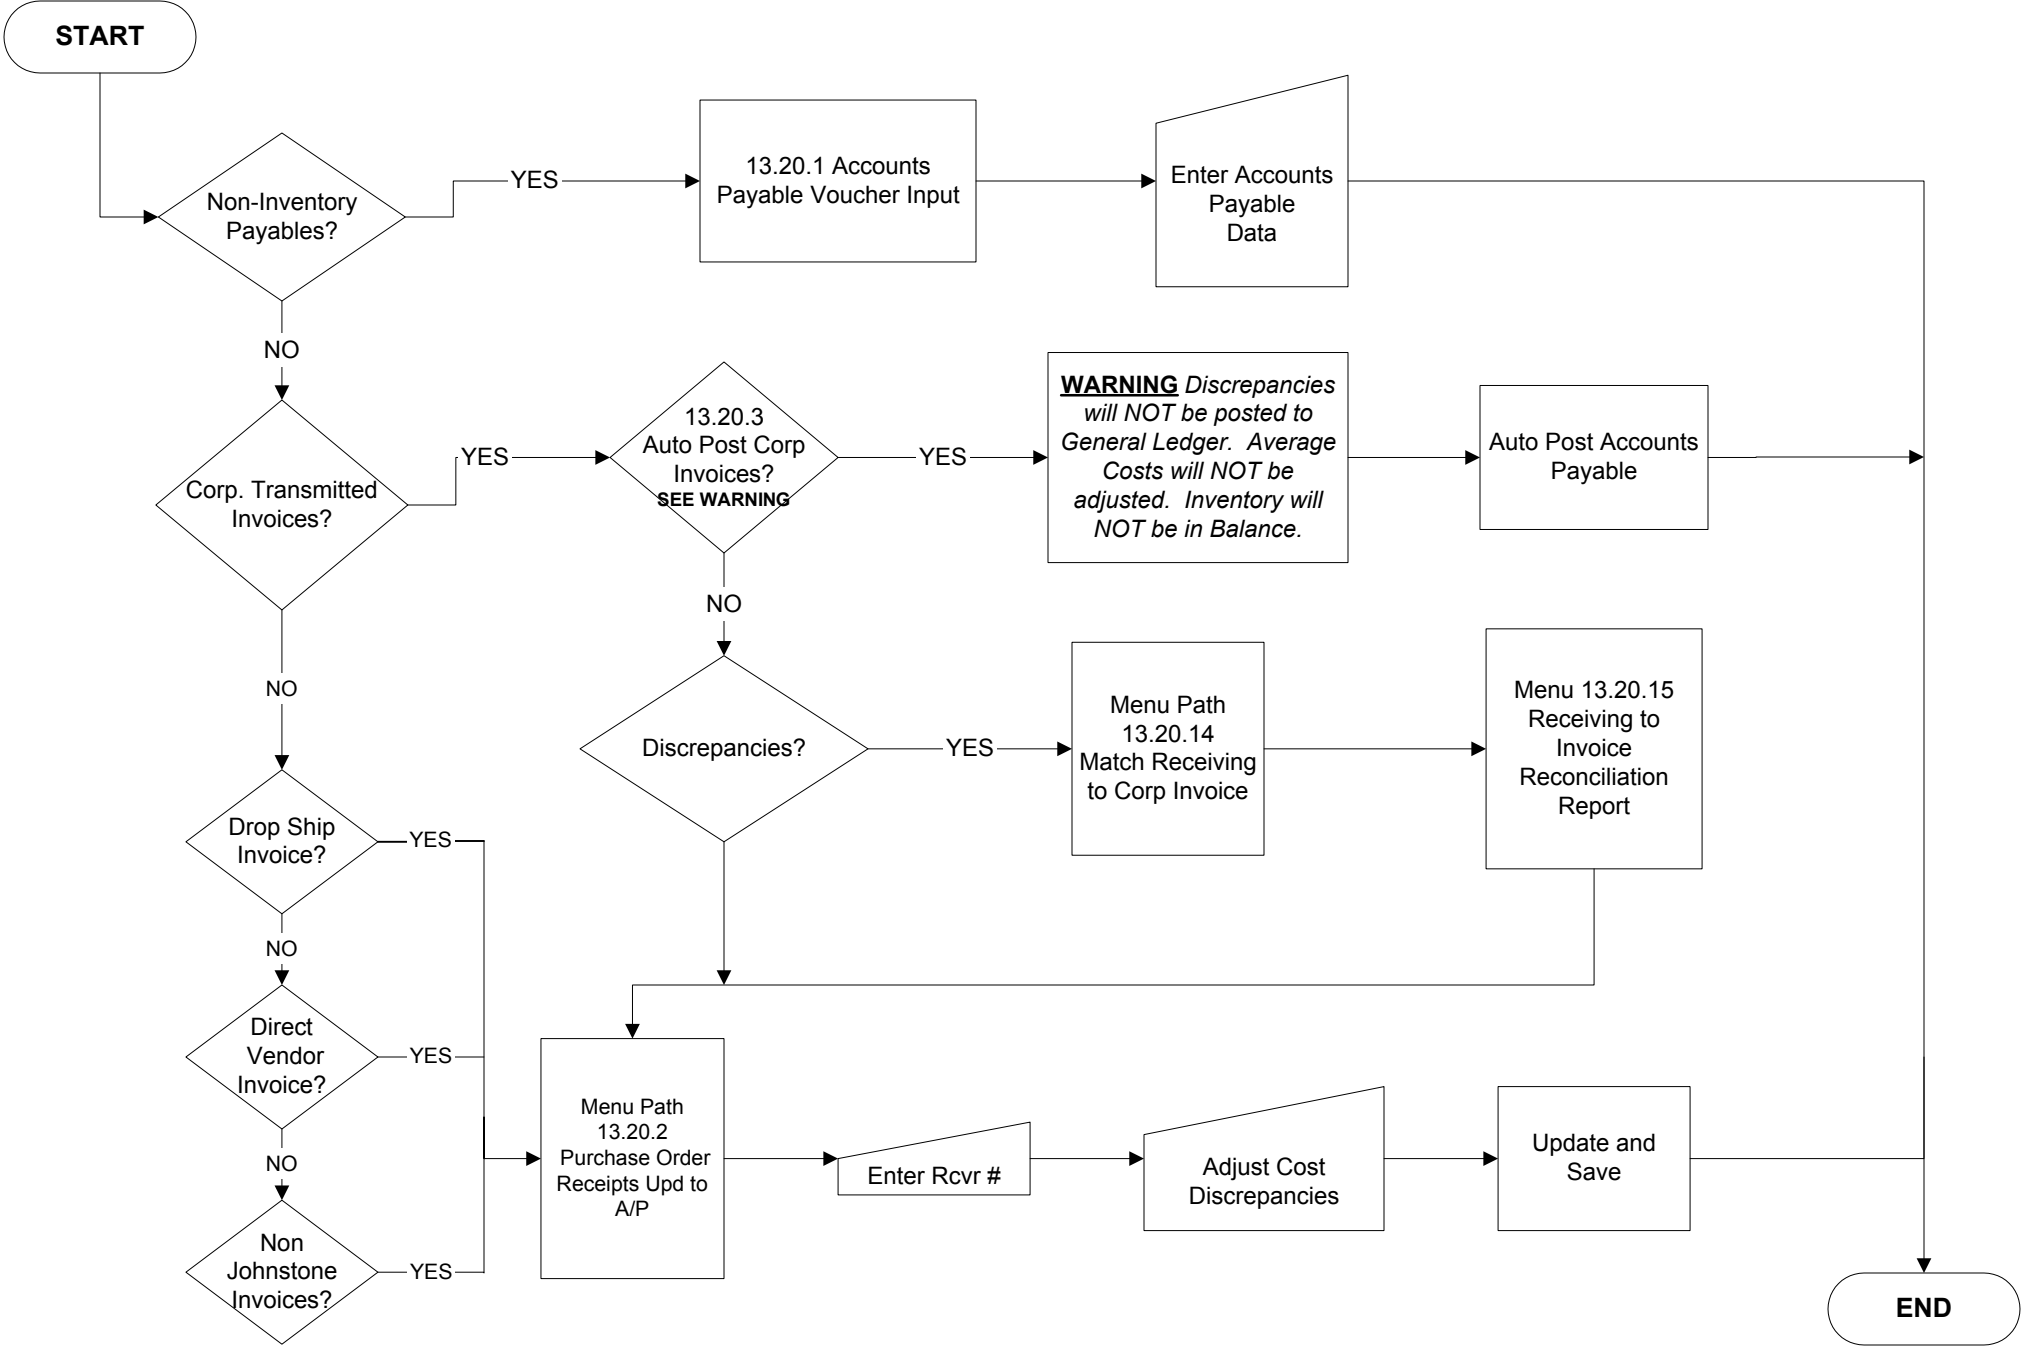 START
Non-Inventory
Payables?
YES
13.20.1 Accounts
Payable Voucher Input
Enter Accounts
Payable
Data
NO
Corp. Transmitted
Invoices?
YES
13.20.3
Auto Post Corp
Invoices?
SEE WARNING
YES
WARNING Discrepancies
will NOT be posted to
General Ledger. Average
Costs will NOT be
adjusted. Inventory will
NOT be in Balance.
Auto Post Accounts
Payable
NO
NO
Discrepancies?
YES
Menu Path
13.20.14
Match Receiving
to Corp Invoice
Menu 13.20.15
Receiving to
Invoice
Reconciliation
Report
Drop Ship
Invoice?
YES
NO
Direct
Vendor
Invoice?
YES
NO
Non
Johnstone
Invoices?
YES
Menu Path
13.20.2
Purchase Order
Receipts Upd to
A/P
Enter Rcvr #
Adjust Cost
Discrepancies
Update and
Save
END